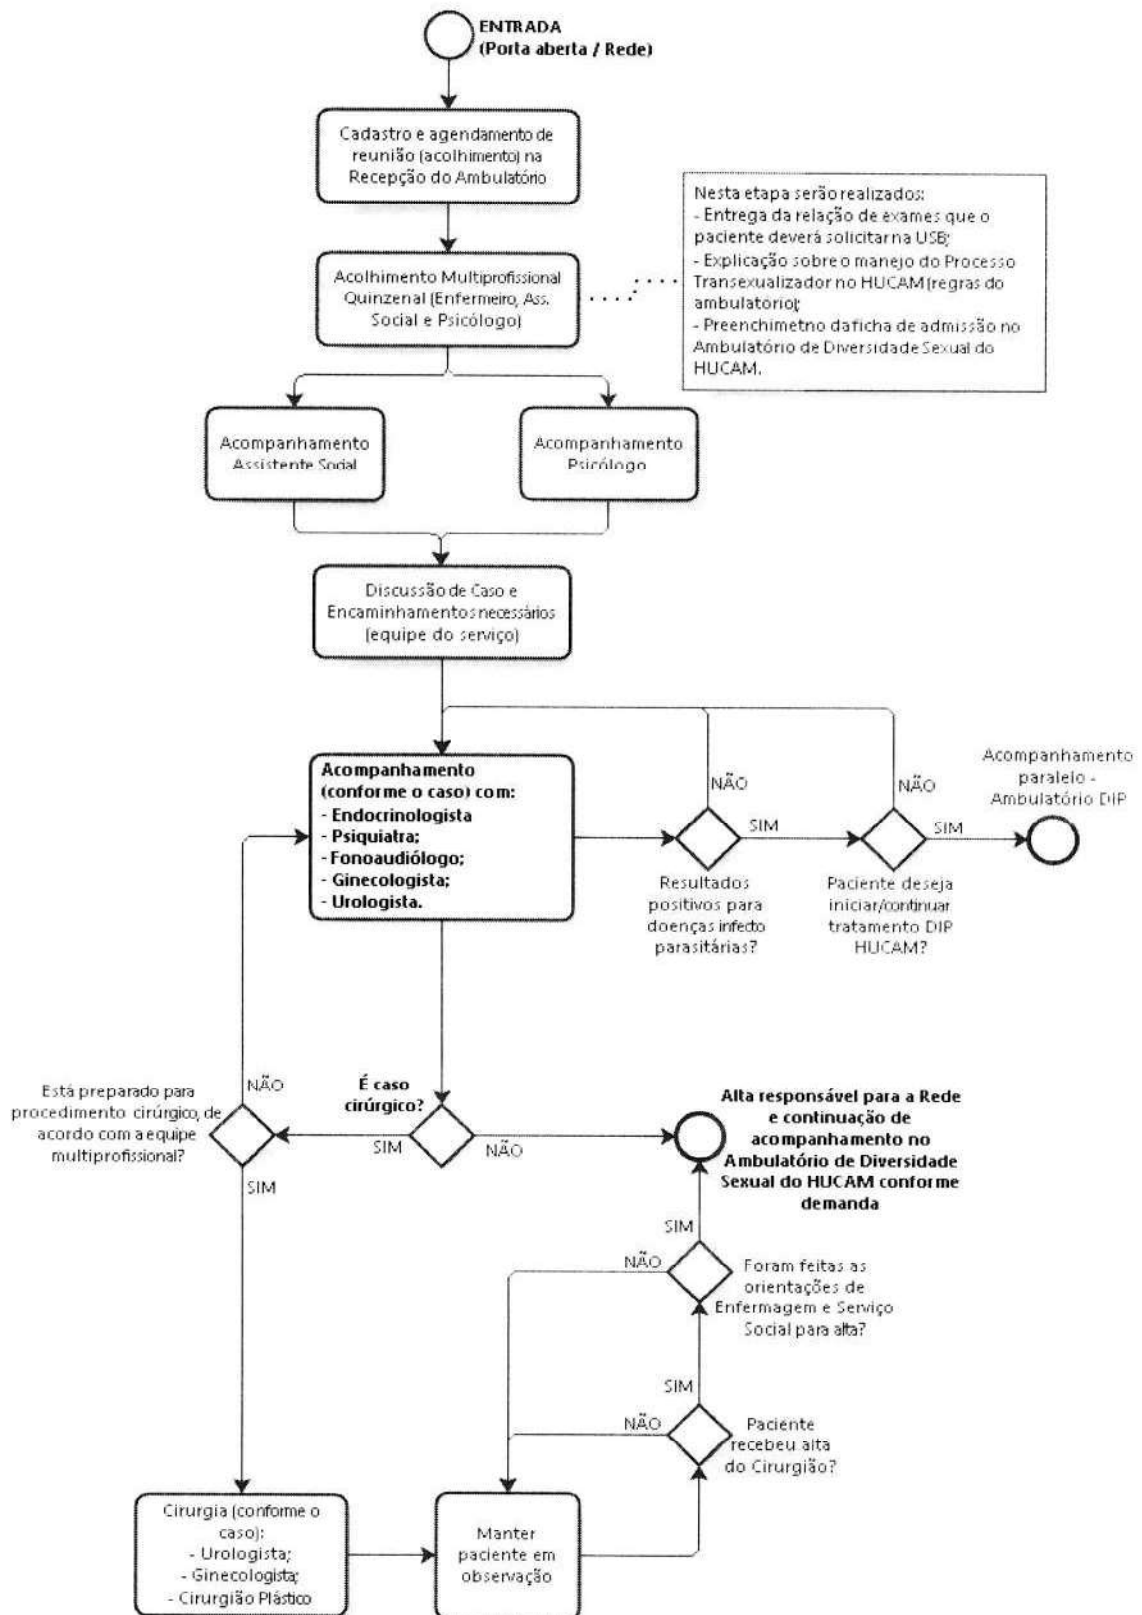 ENTRADA
(Porta aberta / Rede)
Cadastro e agendamento de
reunião (acolhimento) na
Recepção do Ambulatório
Nesta etapa serão realizados:
- Entrega da relação de exames que o
paciente deverá solicitar na USB;
- Explicação sobre o manejo do Processo
Transexualizador no HUCAM (regras do
ambulatório);
- Preenchimetno da ficha de admissão no
Ambulatório de Diversidade Sexual do
HUCAM.
Acolhimento Multiprofissional
Quinzenal (Enfermeiro, Ass.
Social e Psicólogo)
Acompanhamento
Assistente Social
Acompanhamento
Psicólogo
Discussão de Caso e
Encaminhamentos necessários
(equipe do serviço)
Acompanhamento
(conforme o caso) com:
- Endocrinologista
- Psiquiatra;
- Fonoaudiólogo;
- Ginecologista;
- Urologista.
NÃO
SIM
Resultados
positivos para
doenças infecto
parasitárias?
NÃO
SIM
Paciente deseja
iniciar/continuar
tratamento DIP
HUCAM?
Acompanhamento
paralelo -
Ambulatório DIP
É caso
cirúrgico?
SIM
NÃO
Está preparado para
procedimento cirúrgico, de
acordo com a equipe
multiprofissional?
NÃO
SIM
Alta responsável para a Rede
e continuação de
acompanhamento no
Ambulatório de Diversidade
Sexual do HUCAM conforme
demanda
SIM
NÃO
Foram feitas as
orientações de
Enfermagem e Serviço
Social para alta?
SIM
NÃO
Paciente
recebeu alta
do Cirurgião?
Cirurgia (conforme o
caso):
- Urologista;
- Ginecologista;
- Cirurgião Plástico
Manter
paciente em
observação